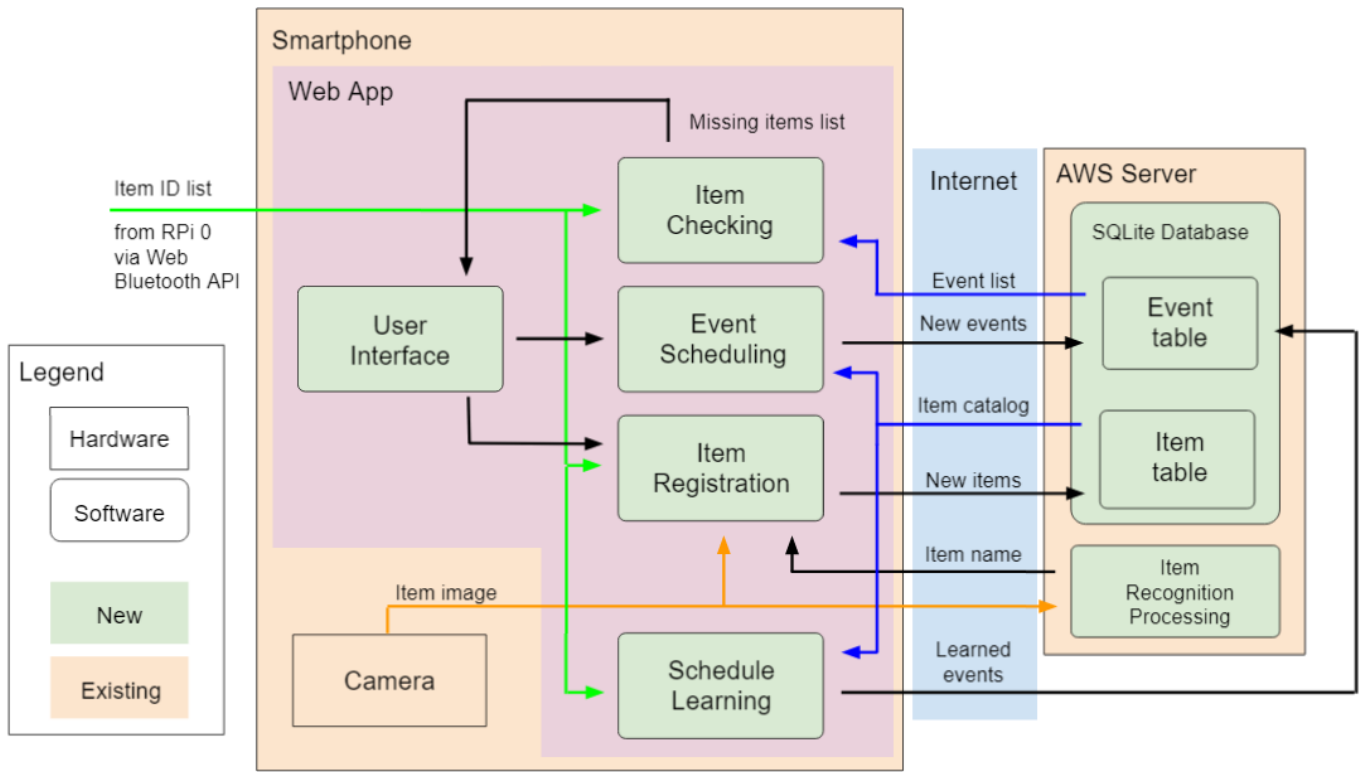 Smartphone
Web App
Missing items list
Item ID list
from RPi 0
via Web
Bluetooth API
Item
Checking
User
Interface
Event
Scheduling
Item
Registration
Item image
Camera
Schedule
Learning
Internet
Event list
New events
Item catalog
New items
Item name
Learned
events
AWS Server
SQLite Database
Event
table
Item
table
Item
Recognition
Processing
Legend
Hardware
Software
New
Existing